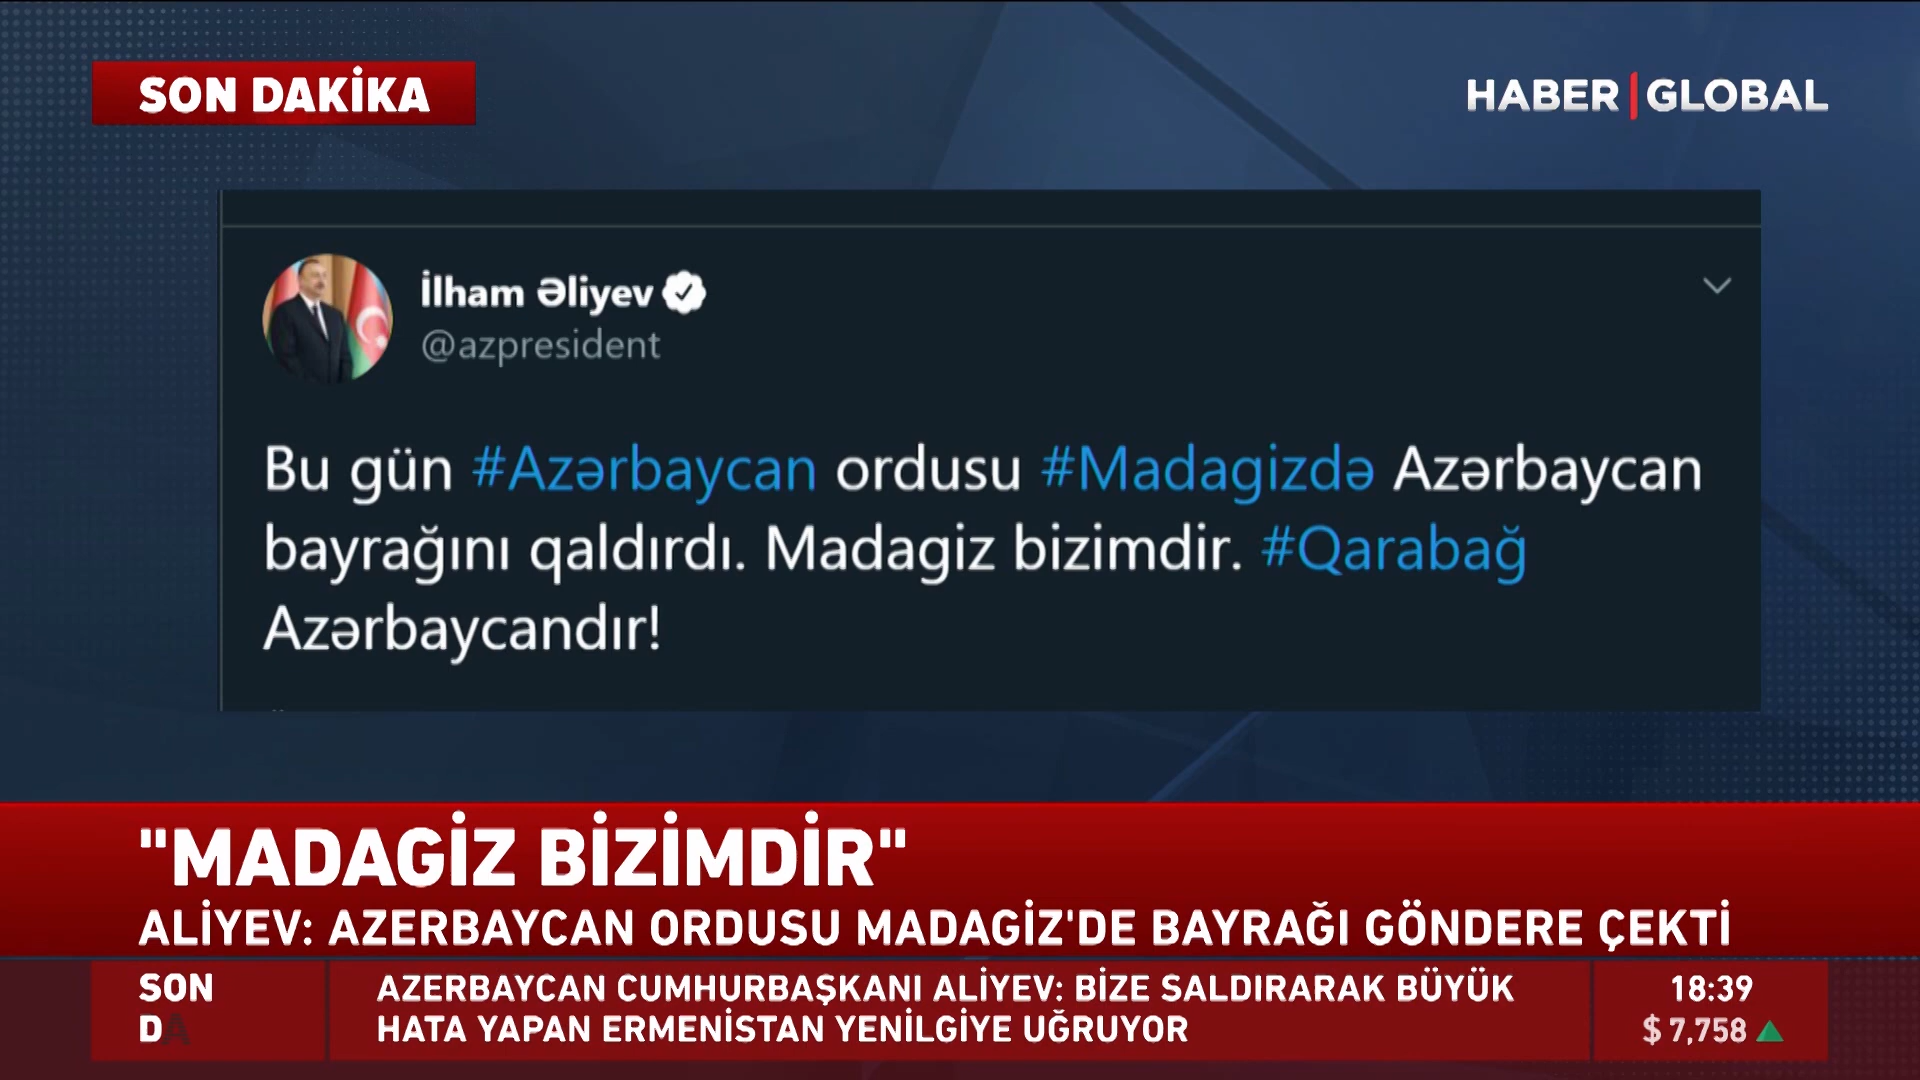 SON DAKİKA
HABER GLOBAL
İlham Əliyev
@azpresident
Bu gün #Azərbaycan ordusu #Madagizdə Azərbaycan
bayrağını qaldırdı. Madagiz bizimdir. #Qarabağ
Azərbaycandır!
"MADAGİZ BİZİMDİR"
ALİYEV: AZERBAYCAN ORDUSU MADAGİZ'DE BAYRAĞI GÖNDERE ÇEKTİ
SON
DA
AZERBAYCAN CUMHURBAŞKANI ALİYEV: BİZE SALDIRARAK BÜYÜK
HATA YAPAN ERMENİSTAN YENİLGİYE UĞRUYOR
18:39
$ 7,758